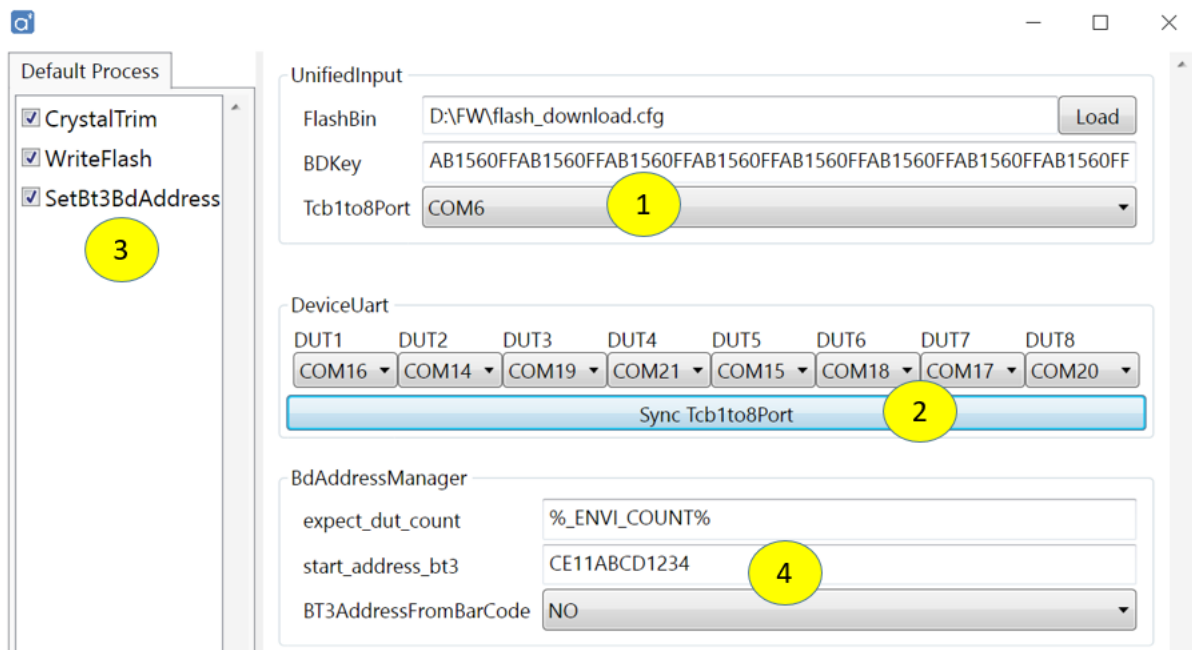 Default Process
CrystalTrim
WriteFlash
SetBt3BdAddress
3
UnifiedInput
FlashBin D:\FW\flash_download.cfg Load
BDKey AB1560FFAB1560FFAB1560FFAB1560FFAB1560FFAB1560FFAB1560FFAB1560FF
Tcb1to8Port COM6 1
DeviceUart
DUT1 DUT2 DUT3 DUT4 DUT5 DUT6 DUT7 DUT8
COM16 COM14 COM19 COM21 COM15 COM18 COM17 COM20
Sync Tcb1to8Port 2
BdAddressManager
expect_dut_count %_ENVI_COUNT%
start_address_bt3 CE11ABCD1234 4
BT3AddressFromBarCode NO